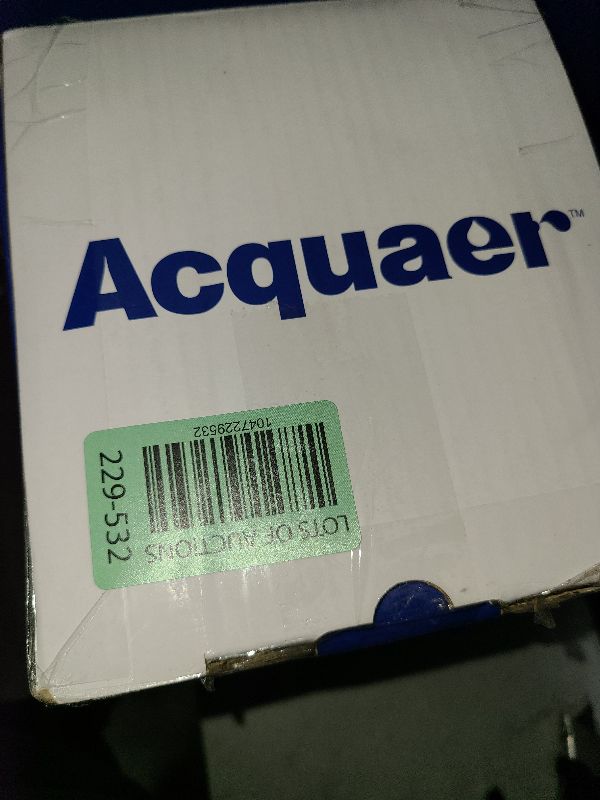 Acquaer™
1047229532
229-532
LOTS OF AUCTIONS